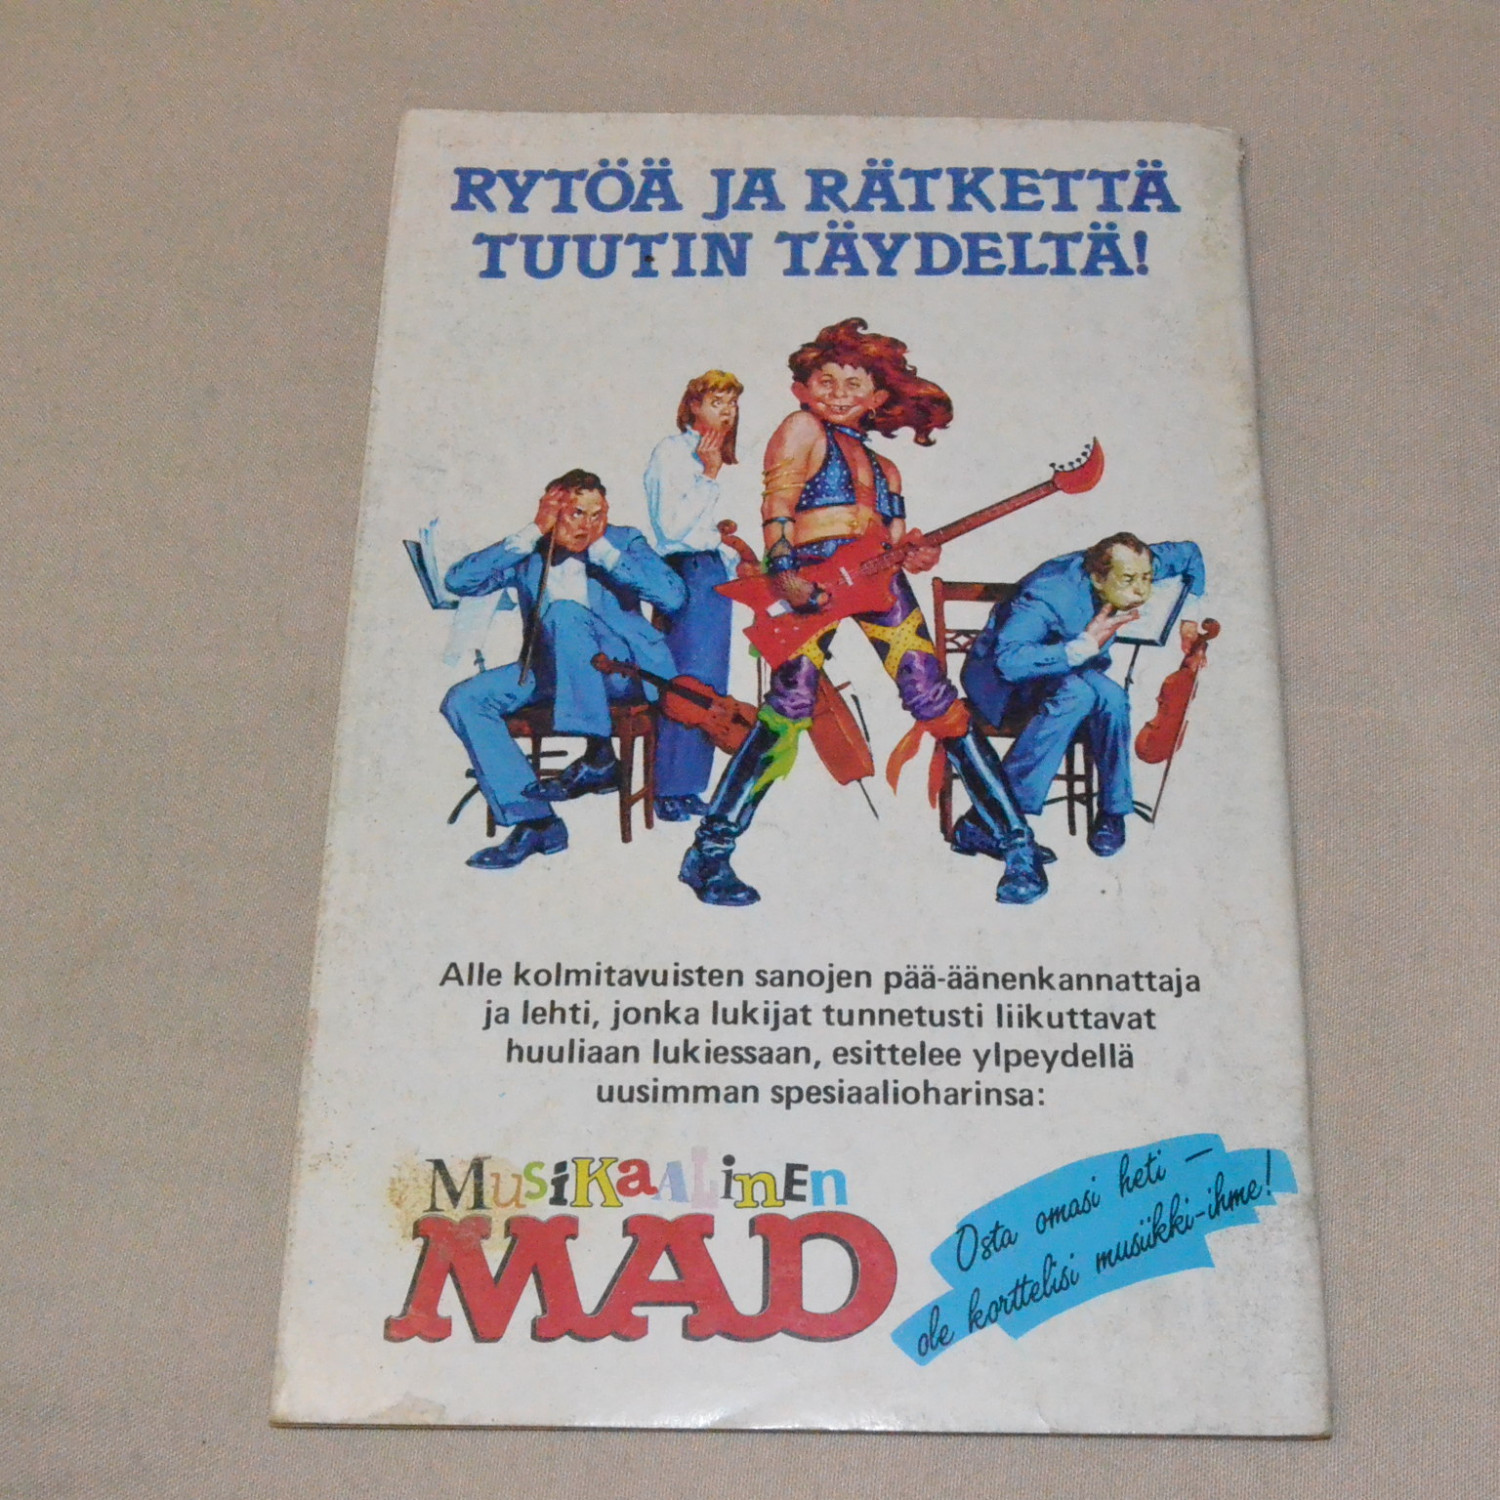 RYTÖÄ JA RÄTKETTÄ
TUUTIN TÄYDELTÄ!
Alle kolmitavuisten sanojen pää-äänenkannattaja
ja lehti, jonka lukijat tunnetusti liikuttavat
huuliaan lukiessaan, esittelee ylpeydellä
uusimman spesiaalioharinsa:
MusiKaALinEn
MAD
Osta omasi heti –
ole korttelisi musiikki-ihme!